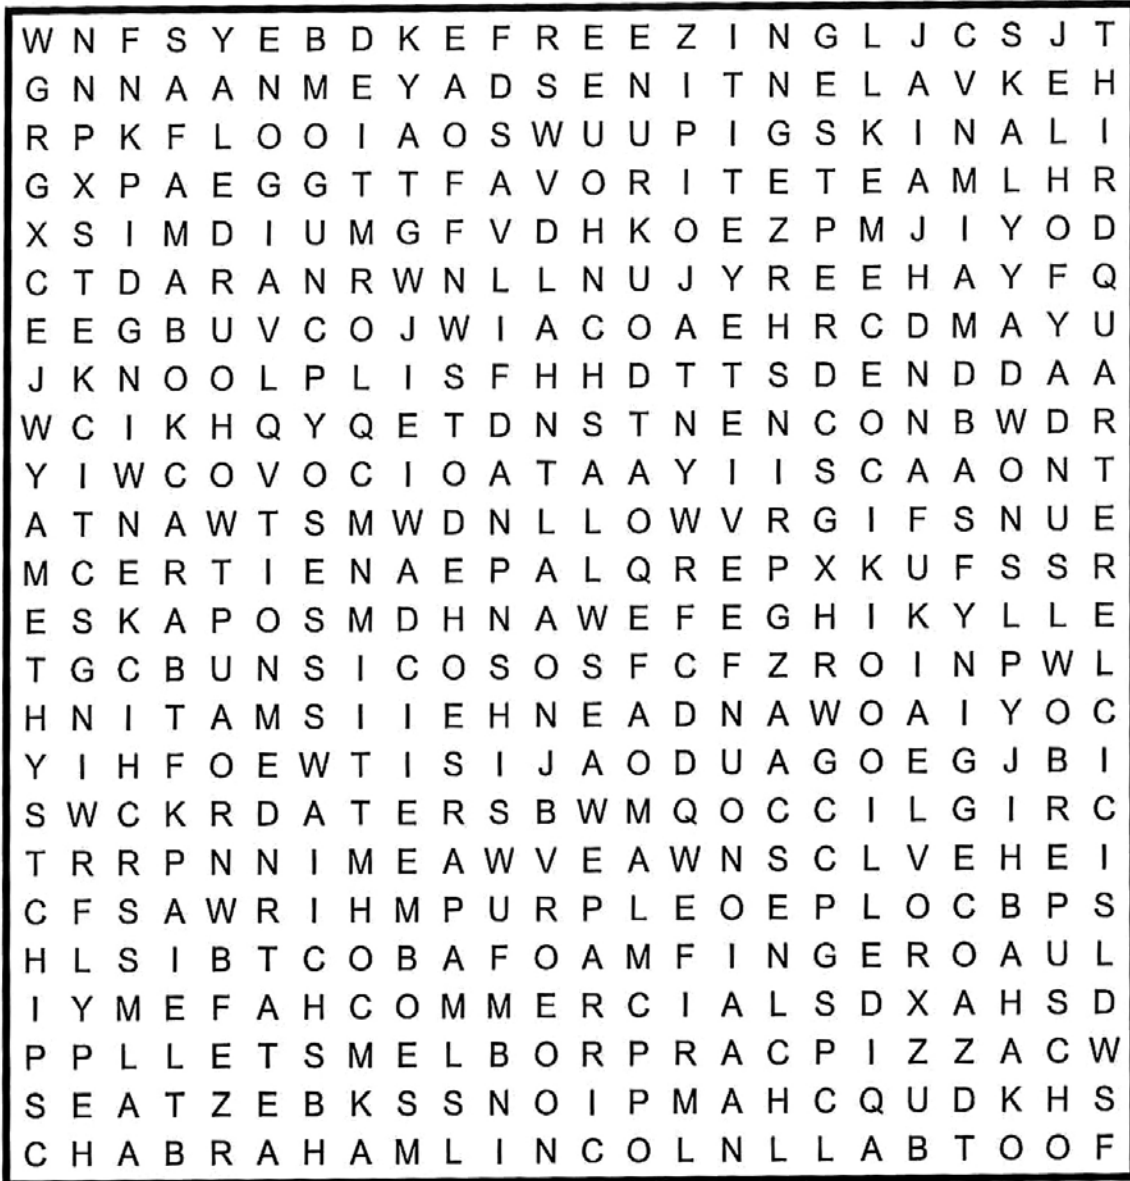 W N F S Y E B D K E F R E E Z I N G L J C S J T
G N N A A N M E Y A D S E N I T N E L A V K E H
R P K F L O O I A O S W U U P I G S K I N A L I
G X P A E G G T T F A V O R I T E T E A M L H R
X S I M D I U M G F V D H K O E Z P M J I Y O D
C T D A R A N R W N L L N U J Y R E E H A Y F Q
E E G B U V C O J W I A C O A E H R C D M A Y U
J K N O O L P L I S F H H D T T S D E N D D A A
W C I K H Q Y Q E T D N S T N E N C O N B W D R
Y I W C O V O C I O A T A A Y I I S C A A O N T
A T N A W T S M W D N L L O W V R G I F S N U E
M C E R T I E N A E P A L Q R E P X K U F S S R
E S K A P O S M D H N A W E F E G H I K Y L L E
T G C B U N S I C O S O S F C F Z R O I N P W L
H N I T A M S I I E H N E A D N A W O A I Y O C
Y I H F O E W T I S I J A O D U A G O E G J B I
S W C K R D A T E R S B W M Q O C C I L G I R C
T R R P N N I M E A W V E A W N S C L V E H E I
C F S A W R I H M P U R P L E O E P L O C B P S
H L S I B T C O B A F O A M F I N G E R O A U L
I Y M E F A H C O M M E R C I A L S D X A H S D
P P L L E T S M E L B O R P R A C P I Z Z A C W
S E A T Z E B K S S N O I P M A H C Q U D K H S
C H A B R A H A M L I N C O L N L L A B T O O F